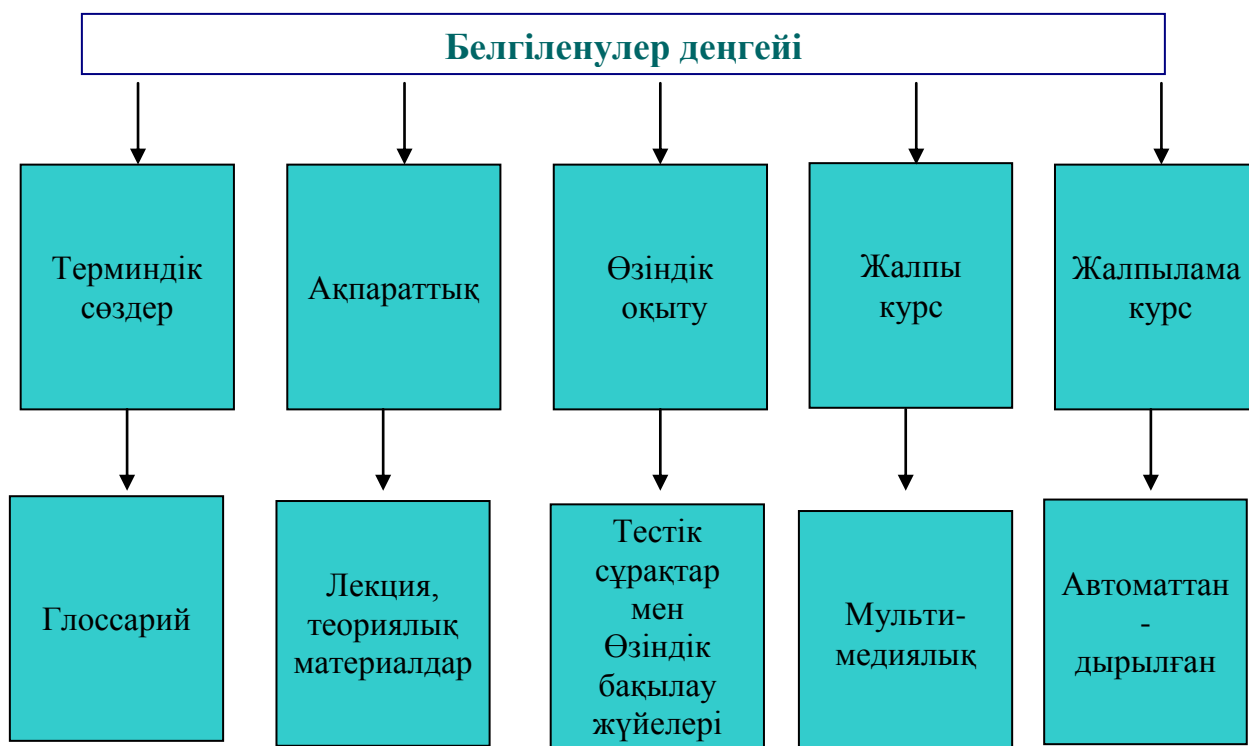 Белгіленулер деңгейі
Терминдік
сөздер
Ақпараттық
Өзіндік
оқыту
Жалпы
курс
Жалпылама
курс
Глоссарий
Лекция,
теориялық
материалдар
Тестік
сұрақтар
мен
Өзіндік
бақылау
жүйелері
Мульти-
медиялық
Автоматтан
-
дырылған